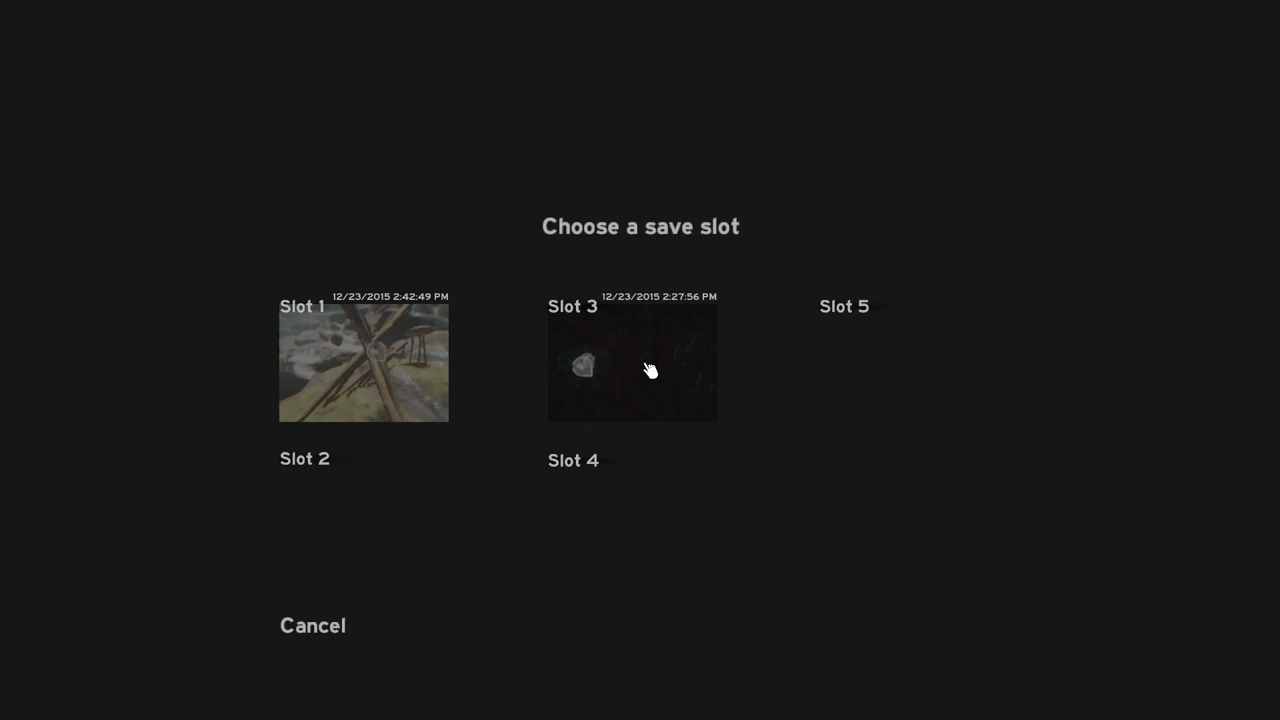 Choose a save slot
12/23/2015 2:42:49 PM
Slot 1
12/23/2015 2:27:56 PM
Slot 3
Slot 5
Slot 2
Slot 4
Cancel